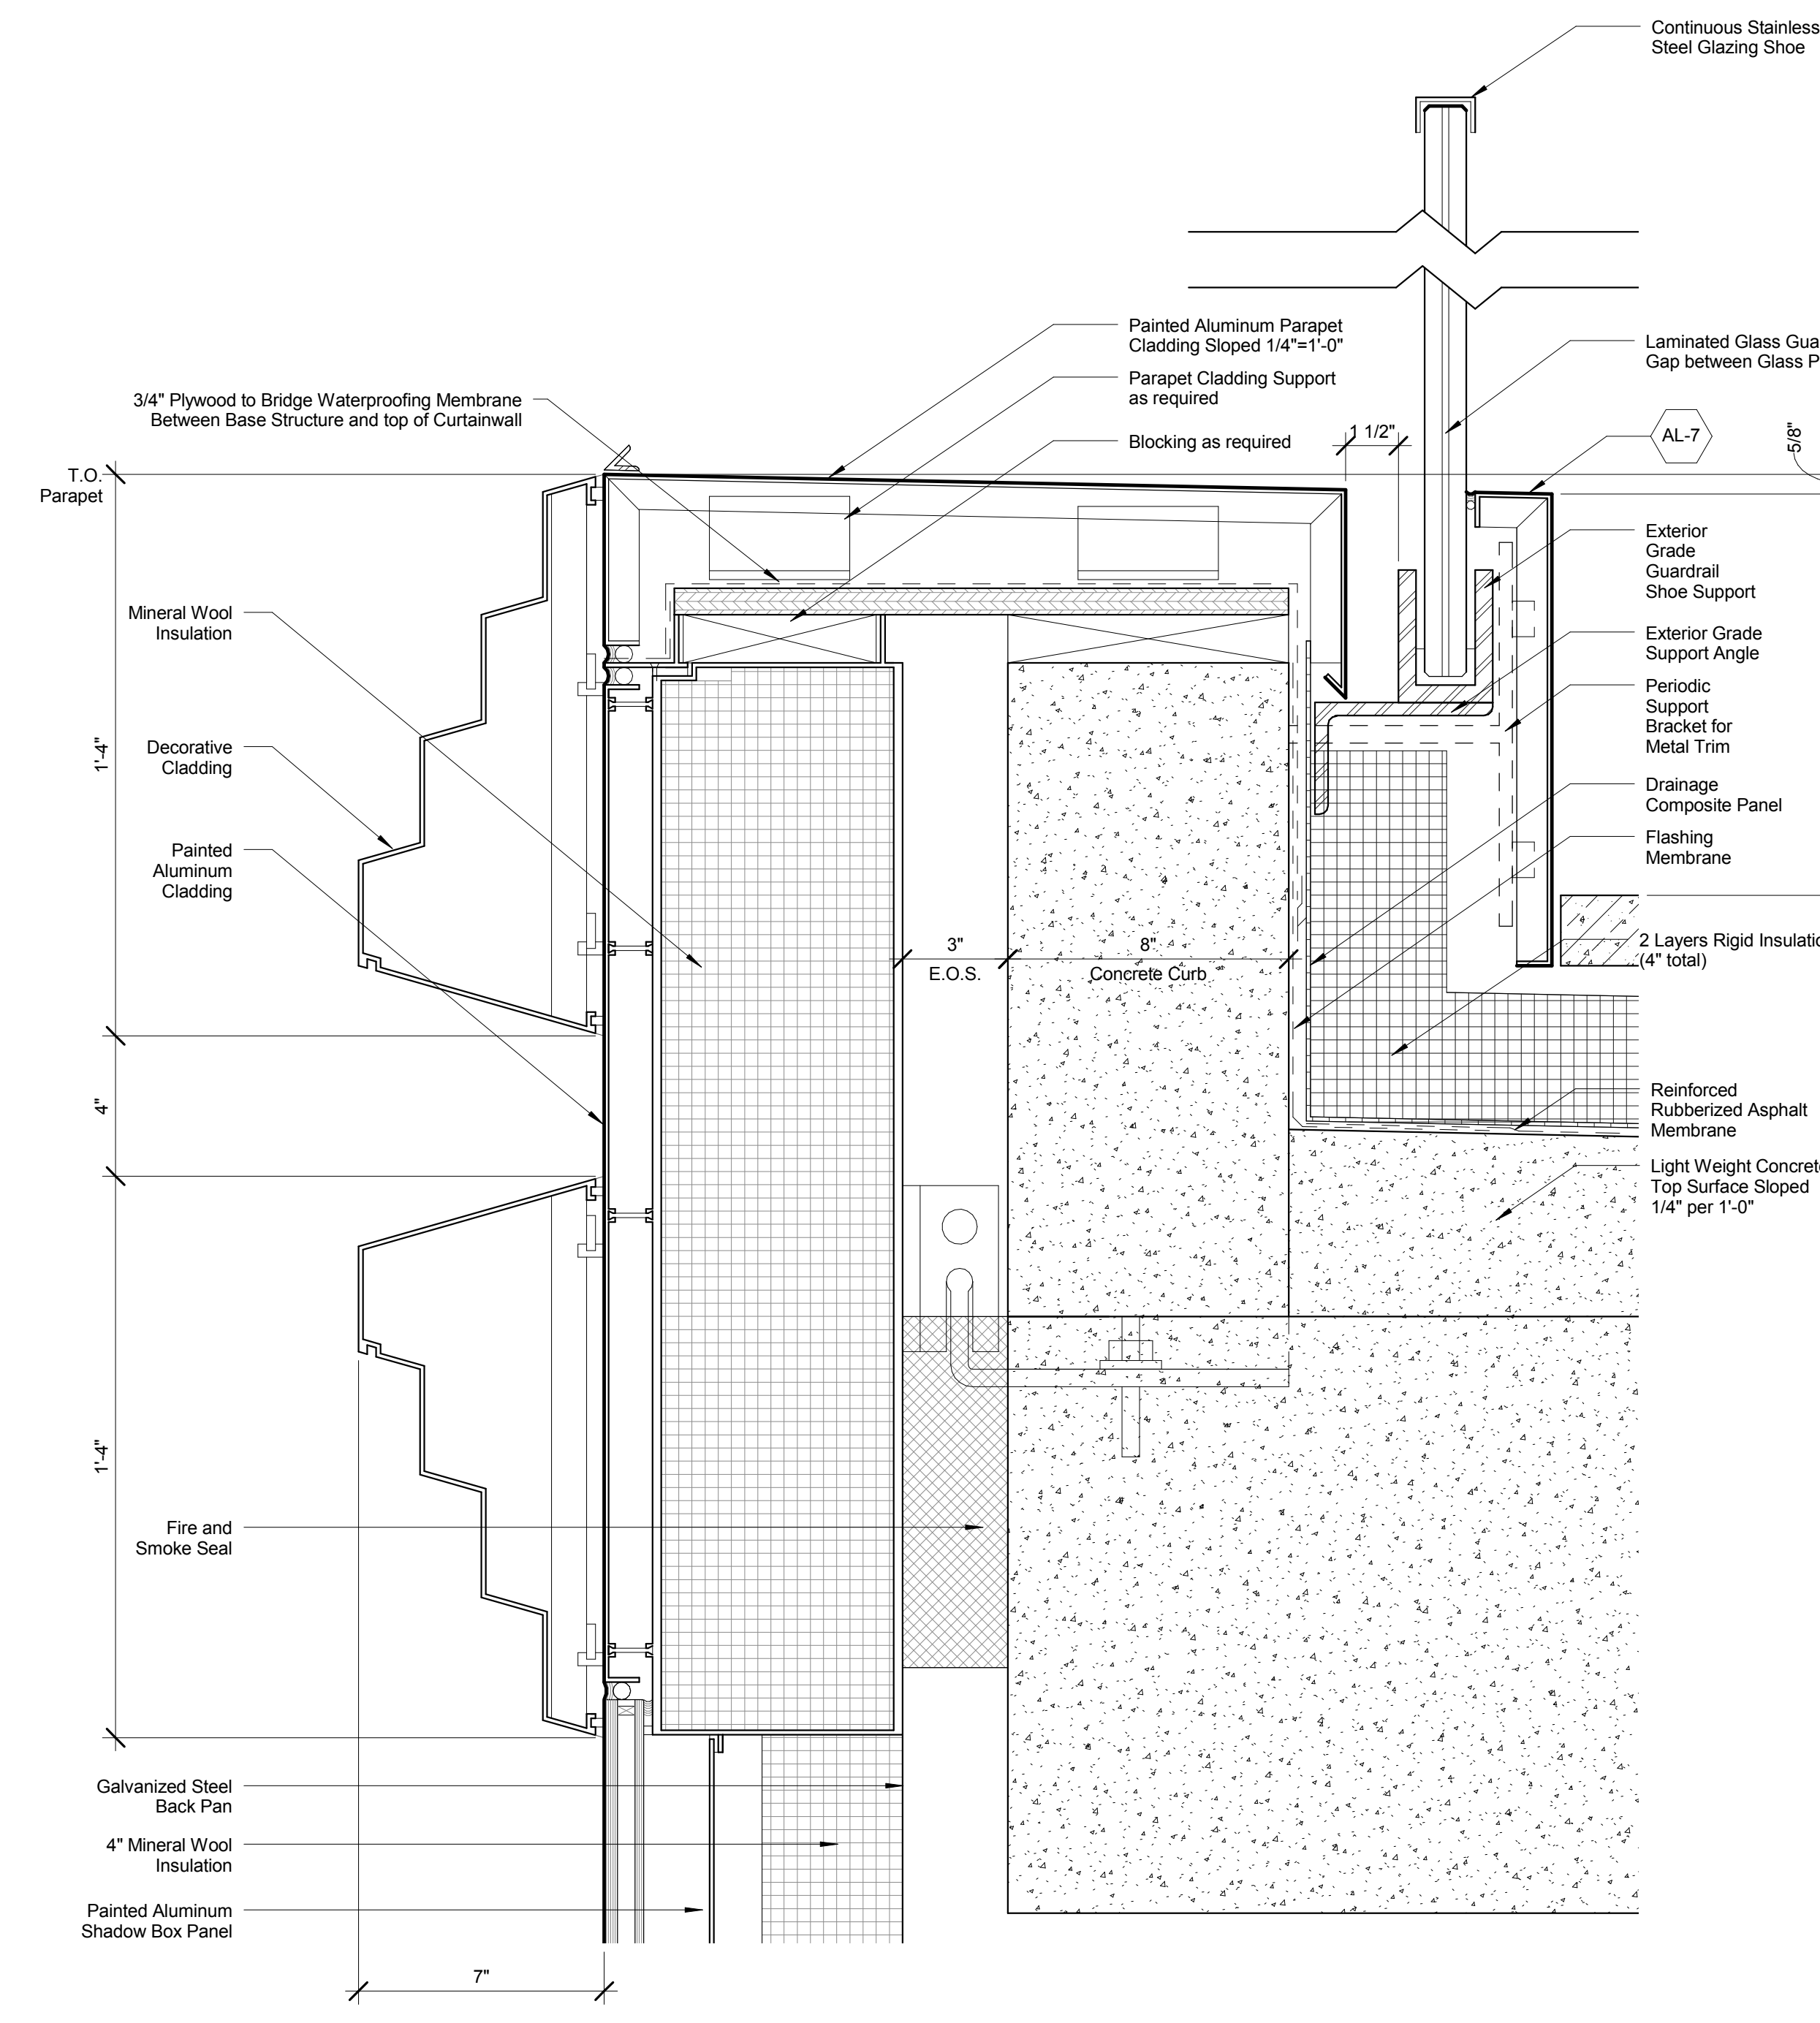 Continuous Stainless
Steel Glazing Shoe
Painted Aluminum Parapet
Cladding Sloped 1/4"=1'-0"
Parapet Cladding Support
as required
Blocking as required
3/4" Plywood to Bridge Waterproofing Membrane
Between Base Structure and top of Curtainwall
1 1/2"
Laminated Glass
Gap between Glass
AL-7
5/8"
T.O.
Parapet
Mineral Wool
Insulation
Decorative
Cladding
Painted
Aluminum
Cladding
1'-4"
4"
1'-4"
3"
E.O.S.
8"
Concrete Curb
Exterior
Grade
Guardrail
Shoe Support
Exterior Grade
Support Angle
Periodic
Support
Bracket for
Metal Trim
Drainage
Composite Panel
Flashing
Membrane
2 Layers Rigid
(4" total)
Reinforced
Rubberized Asphalt
Membrane
Light Weight
Top Surface Sloped
1/4" per 1'-0"
Fire and
Smoke Seal
Galvanized Steel
Back Pan
4" Mineral Wool
Insulation
Painted Aluminum
Shadow Box Panel
7"